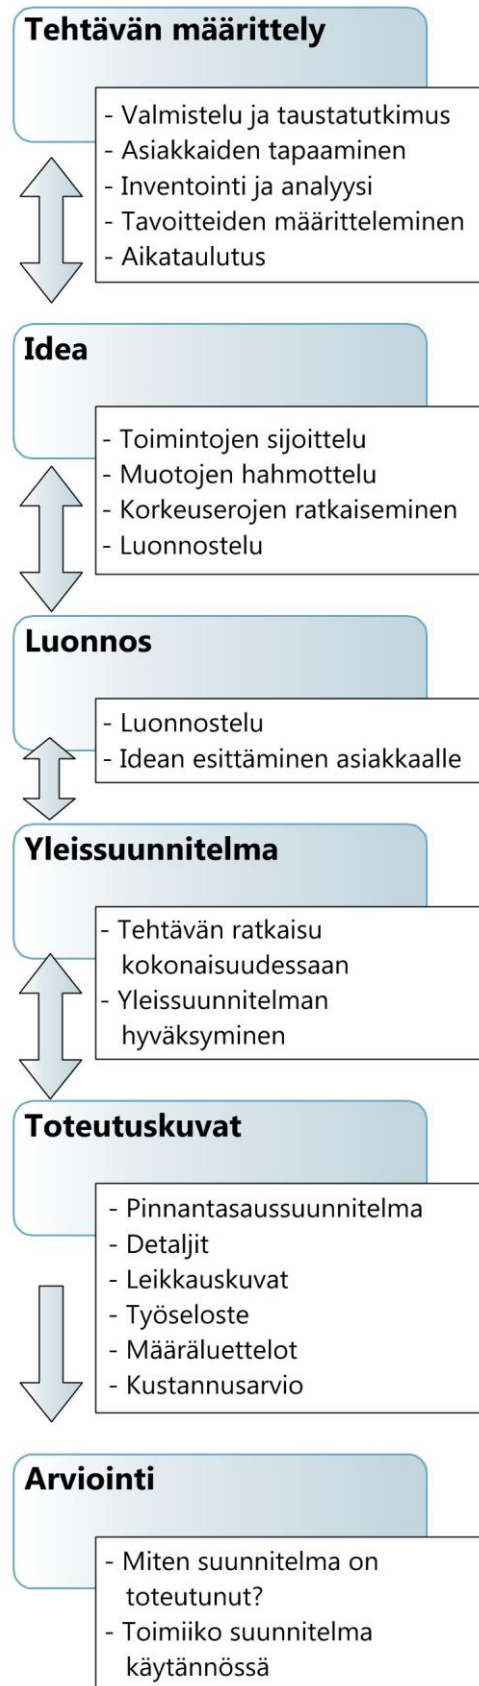 Tehtävän määrittely
- Valmistelu ja taustatutkimus
- Asiakkaiden tapaaminen
- Inventointi ja analyysi
- Tavoitteiden määritteleminen
- Aikataulutus
Idea
- Toimintojen sijoittelu
- Muotojen hahmottelu
- Korkeuserojen ratkaiseminen
- Luonnostelu
Luonnos
- Luonnostelu
- Idean esittäminen asiakkaalle
Yleissuunnitelma
- Tehtävän ratkaisu
kokonaisuudessaan
- Yleissuunnitelman
hyväksyminen
Toteutuskuvat
- Pinnantasaussuunnitelma
- Detaljit
- Leikkauskuvat
- Työseloste
- Määräluettelot
- Kustannusarvio
Arviointi
- Miten suunnitelma on
toteutunut?
- Toimiiko suunnitelma
käytännössä